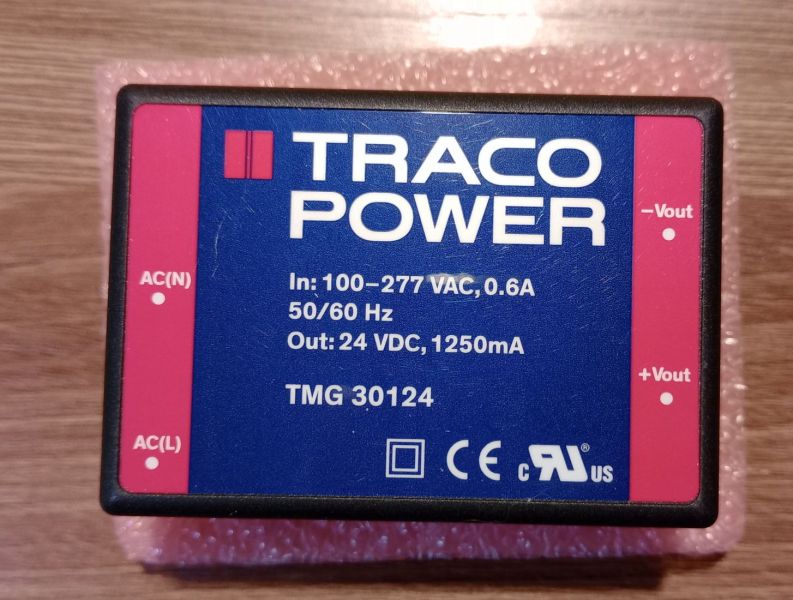 TRACO
POWER
In: 100–277 VAC, 0.6A
50/60 Hz
Out: 24 VDC, 1250mA
TMG 30124
AC(N)
AC(L)
−Vout
+Vout
CE
c RU® US